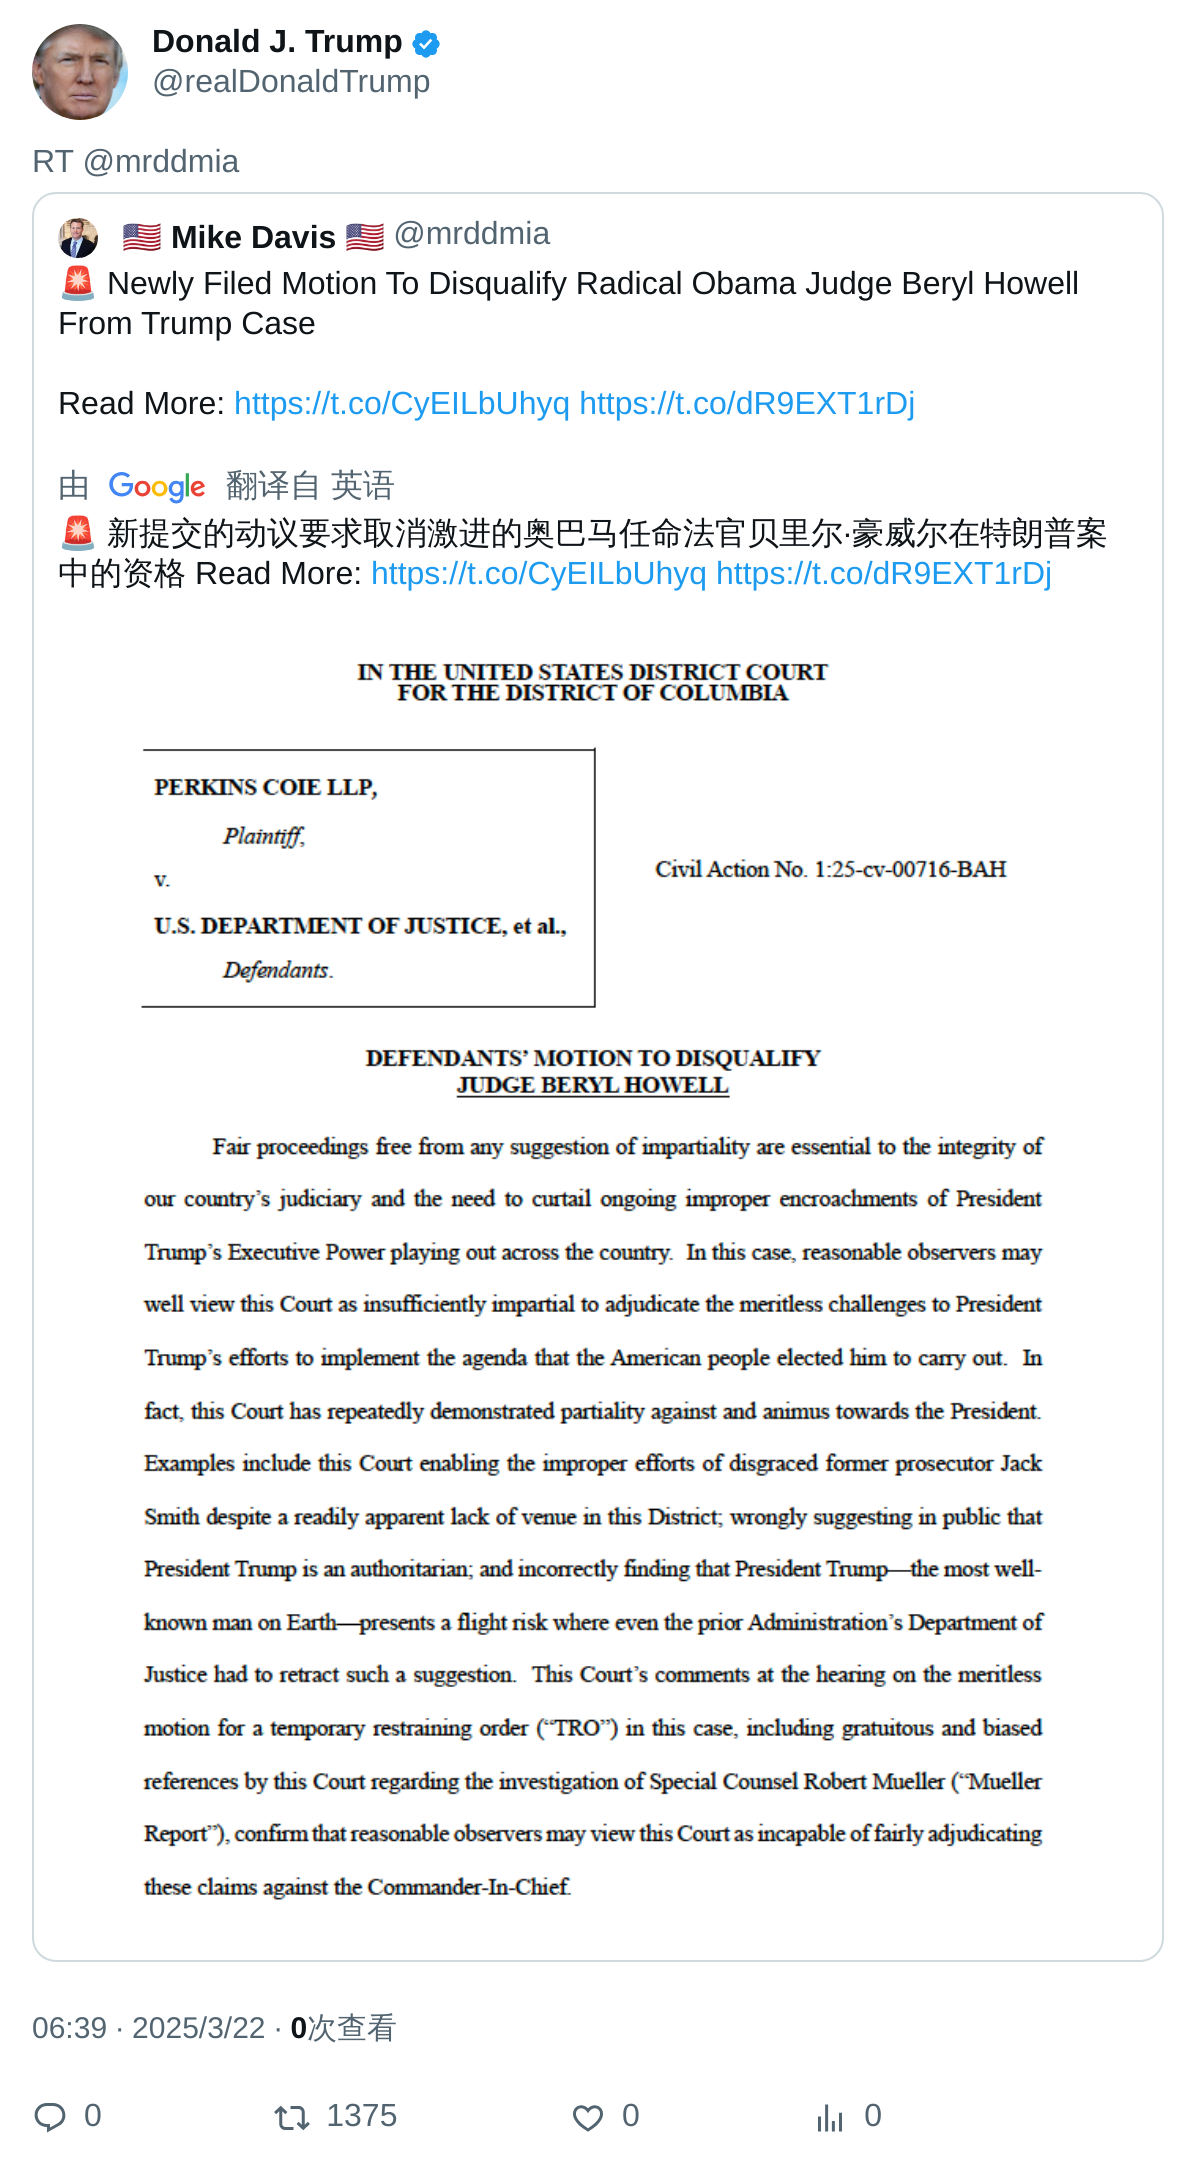 Donald J. Trump
@realDonaldTrump
RT @mrddmia
🇺🇸 Mike Davis 🇺🇸 @mrddmia
🚨 Newly Filed Motion To Disqualify Radical Obama Judge Beryl Howell
From Trump Case
Read More: https://t.co/CyEILbUhyq https://t.co/dR9EXT1rDj
由 Google 翻译自 英语
🚨 新提交的动议要求取消激进的奥巴马任命法官贝里尔·豪威尔在特朗普案
中的资格 Read More: https://t.co/CyEILbUhyq https://t.co/dR9EXT1rDj
IN THE UNITED STATES DISTRICT COURT
FOR THE DISTRICT OF COLUMBIA
PERKINS COIE LLP,
Plaintiff,
v.
U.S. DEPARTMENT OF JUSTICE, et al.,
Defendants.
Civil Action No. 1:25-cv-00716-BAH
DEFENDANTS’ MOTION TO DISQUALIFY
JUDGE BERYL HOWELL
Fair proceedings free from any suggestion of impartiality are essential to the integrity of
our country’s judiciary and the need to curtail ongoing improper encroachments of President
Trump’s Executive Power playing out across the country. In this case, reasonable observers may
well view this Court as insufficiently impartial to adjudicate the meritless challenges to President
Trump’s efforts to implement the agenda that the American people elected him to carry out. In
fact, this Court has repeatedly demonstrated partiality against and animus towards the President.
Examples include this Court enabling the improper efforts of disgraced former prosecutor Jack
Smith despite a readily apparent lack of venue in this District; wrongly suggesting in public that
President Trump is an authoritarian; and incorrectly finding that President Trump—the most well-
known man on Earth—presents a flight risk where even the prior Administration’s Department of
Justice had to retract such a suggestion. This Court’s comments at the hearing on the meritless
motion for a temporary restraining order (“TRO”) in this case, including gratuitous and biased
references by this Court regarding the investigation of Special Counsel Robert Mueller (“Mueller
Report”), confirm that reasonable observers may view this Court as incapable of fairly adjudicating
these claims against the Commander-In-Chief.
06:39 · 2025/3/22 · 0次查看
0 1375 0 0